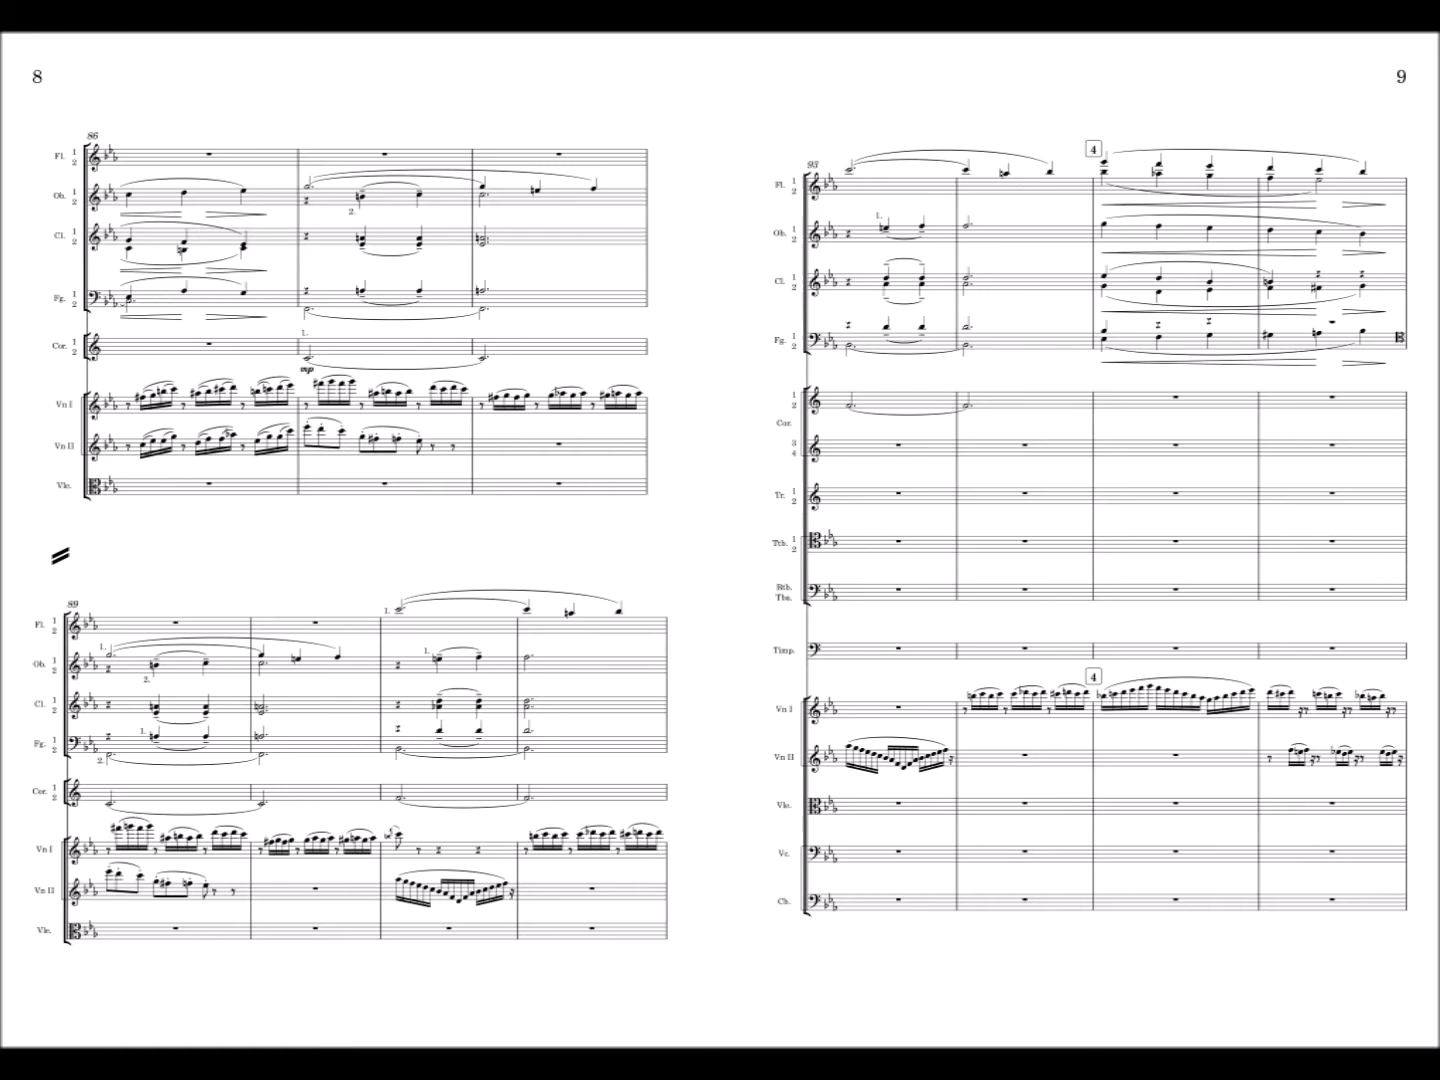 8
86
Fl. 1 2
Ob. 1 2
2.
Cl. 1 2
Fg. 1 2
1.
Cor. 1 2
mp
Vn I
Vn II
Vle.
89
Fl. 1 2
1.
Ob. 1 2
1.
2.
1.
Cl. 1 2
Fg. 1 2
1.
2.
Cor. 1 2
Vn I
Vn II
Vle.
9
4
93
Fl. 1 2
1.
Ob. 1 2
Cl. 1 2
Fg. 1 2
1 2
Cor.
3 4
Tr. 1 2
Trb. 1 2
Btb.
Tba.
Timp.
4
Vn I
Vn II
Vle.
Vc.
Cb.